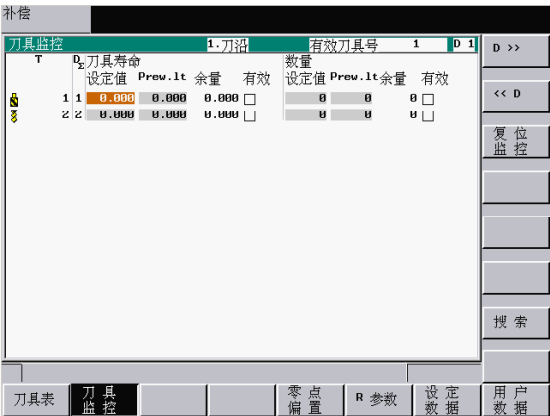 补偿
刀具监控 1.刀沿 有效刀具号 1 D 1
T DΣ 刀具寿命 数量
设定值 Prew.lt 余量 有效 设定值 Prew.lt 余量 有效
1 1 0.000 0.000 0.000 0 0 0
2 2 0.000 0.000 0.000 0 0 0
D >>
<< D
复位
监控
搜索
刀具表
刀具
监控
零点
偏置
R 参数
设定
数据
用户
数据